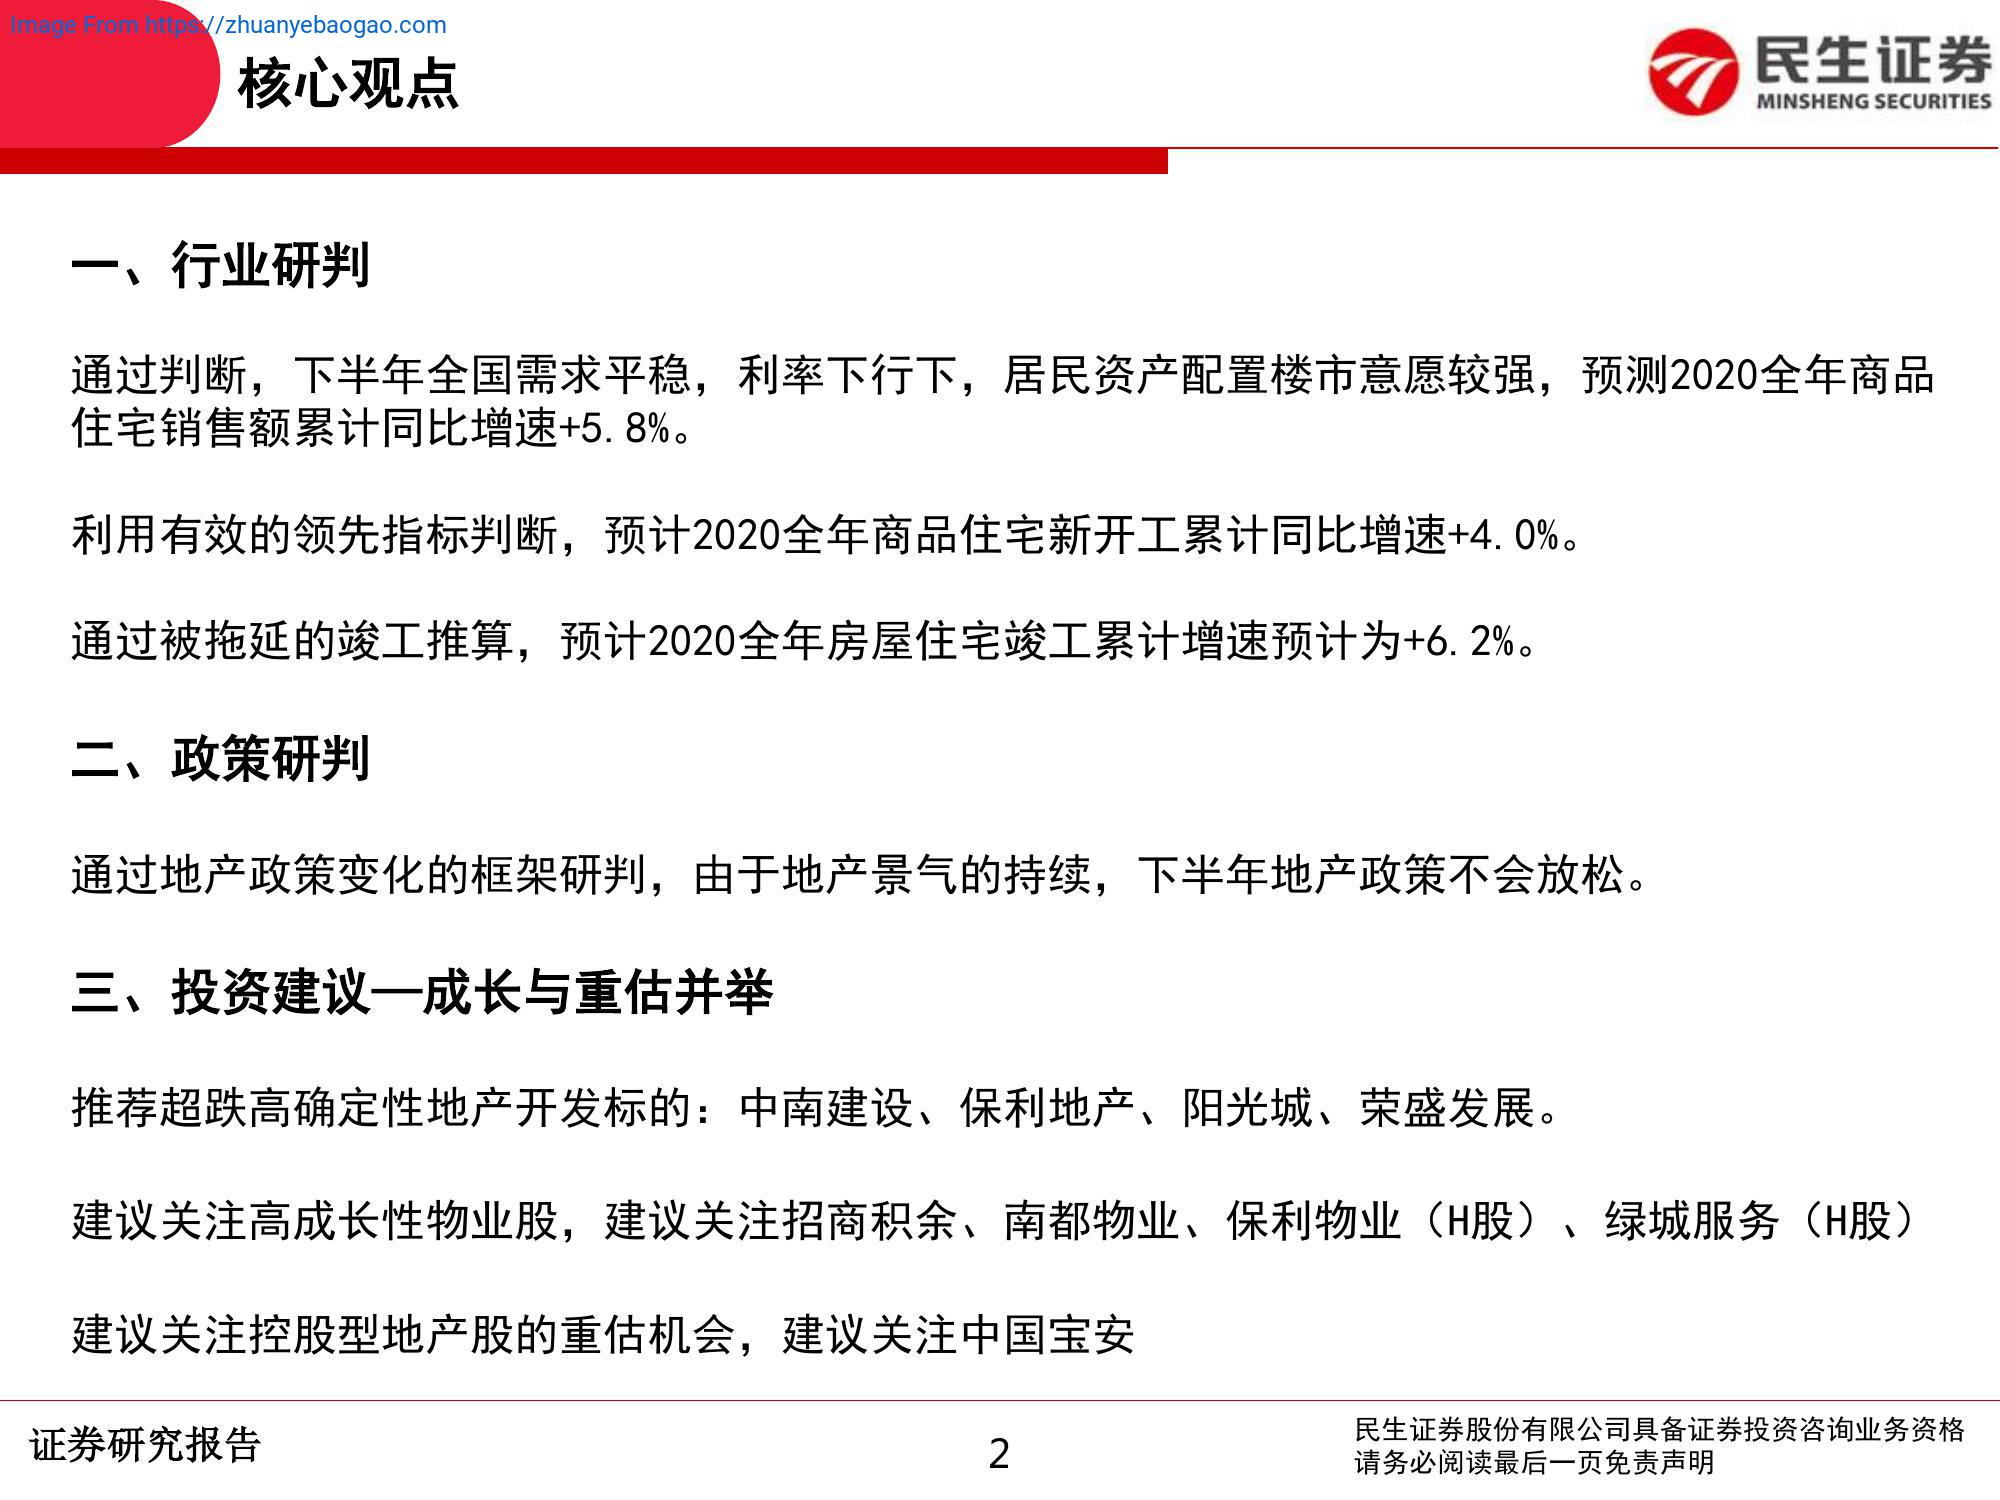 Image From https://zhuanyebaogao.com
核心观点
民生证券
MINSHENG SECURITIES
一、行业研判
通过判断，下半年全国需求平稳，利率下行下，居民资产配置楼市意愿较强，预测2020全年商品
住宅销售额累计同比增速+5.8%。
利用有效的领先指标判断，预计2020全年商品住宅新开工累计同比增速+4.0%。
通过被拖延的竣工推算，预计2020全年房屋住宅竣工累计增速预计为+6.2%。
二、政策研判
通过地产政策变化的框架研判，由于地产景气的持续，下半年地产政策不会放松。
三、投资建议—成长与重估并举
推荐超跌高确定性地产开发标的：中南建设、保利地产、阳光城、荣盛发展。
建议关注高成长性物业股，建议关注招商积余、南都物业、保利物业（H股）、绿城服务（H股）
建议关注控股型地产股的重估机会，建议关注中国宝安
证券研究报告
2
民生证券股份有限公司具备证券投资咨询业务资格
请务必阅读最后一页免责声明